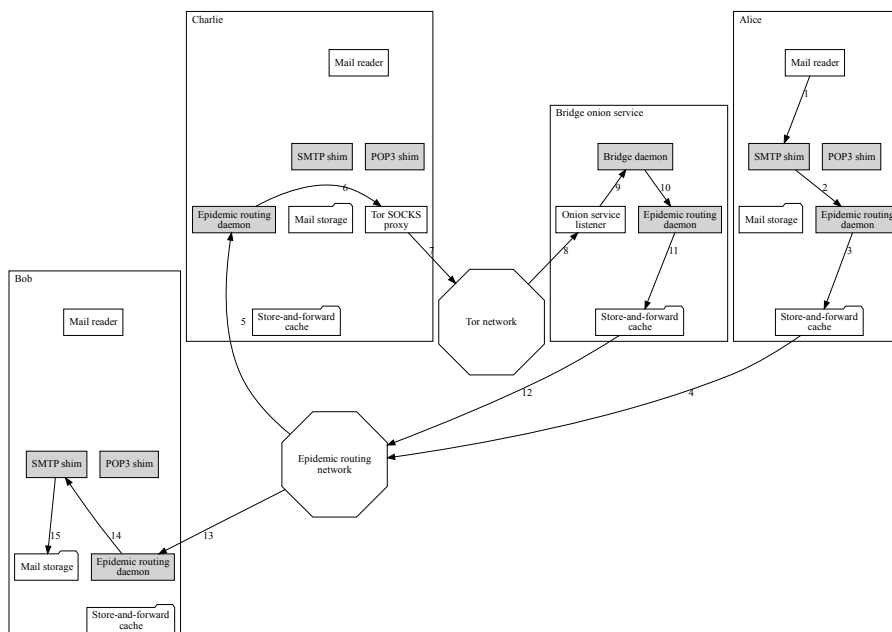 Charlie
Mail reader
SMTP shim
POP3 shim
6
Epidemic routing
daemon
Mail storage
Tor SOCKS
proxy
7
5
Store-and-forward
cache
Tor network
Bridge onion service
Bridge daemon
9
10
Onion service
listener
Epidemic routing
daemon
8
11
Store-and-forward
cache
Alice
Mail reader
1
SMTP shim
POP3 shim
2
Mail storage
Epidemic routing
daemon
3
Store-and-forward
cache
12
4
Epidemic routing
network
Bob
Mail reader
SMTP shim
POP3 shim
15
14
13
Mail storage
Epidemic routing
daemon
Store-and-forward
cache